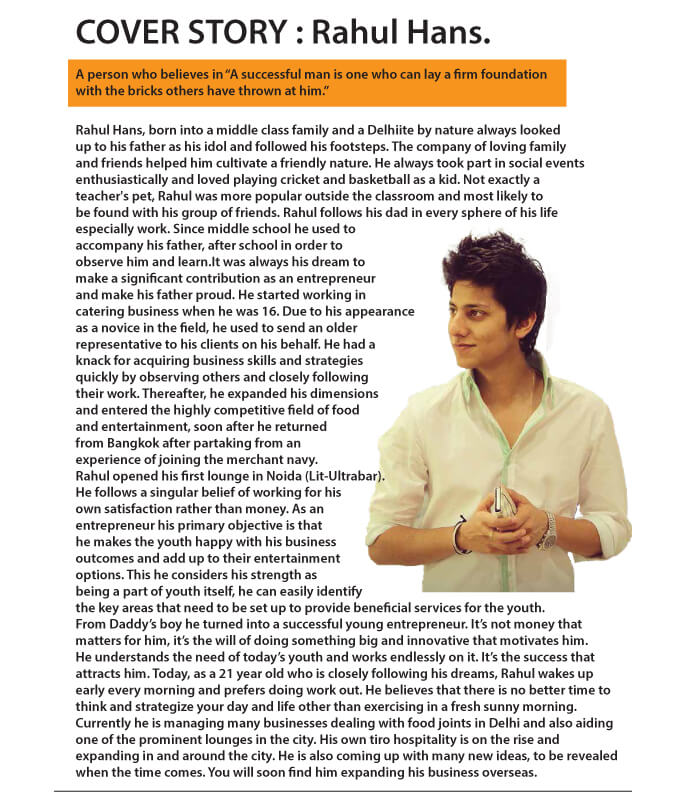 COVER STORY : Rahul Hans.
A person who believes in “A successful man is one who can lay a firm foundation
with the bricks others have thrown at him.”
Rahul Hans, born into a middle class family and a Delhiite by nature always looked
up to his father as his idol and followed his footsteps. The company of loving family
and friends helped him cultivate a friendly nature. He always took part in social events
enthusiastically and loved playing cricket and basketball as a kid. Not exactly a
teacher's pet, Rahul was more popular outside the classroom and most likely to
be found with his group of friends. Rahul follows his dad in every sphere of his life
especially work. Since middle school he used to
accompany his father, after school in order to
observe him and learn.It was always his dream to
make a significant contribution as an entrepreneur
and make his father proud. He started working in
catering business when he was 16. Due to his appearance
as a novice in the field, he used to send an older
representative to his clients on his behalf. He had a
knack for acquiring business skills and strategies
quickly by observing others and closely following
their work. Thereafter, he expanded his dimensions
and entered the highly competitive field of food
and entertainment, soon after he returned
from Bangkok after partaking from an
experience of joining the merchant navy.
Rahul opened his first lounge in Noida (Lit-Ultrabar).
He follows a singular belief of working for his
own satisfaction rather than money. As an
entrepreneur his primary objective is that
he makes the youth happy with his business
outcomes and add up to their entertainment
options. This he considers his strength as
being a part of youth itself, he can easily identify
the key areas that need to be set up to provide beneficial services for the youth.
From Daddy’s boy he turned into a successful young entrepreneur. It’s not money that
matters for him, it’s the will of doing something big and innovative that motivates him.
He understands the need of today’s youth and works endlessly on it. It’s the success that
attracts him. Today, as a 21 year old who is closely following his dreams, Rahul wakes up
early every morning and prefers doing work out. He believes that there is no better time to
think and strategize your day and life other than exercising in a fresh sunny morning.
Currently he is managing many businesses dealing with food joints in Delhi and also aiding
one of the prominent lounges in the city. His own tiro hospitality is on the rise and
expanding in and around the city. He is also coming up with many new ideas, to be revealed
when the time comes. You will soon find him expanding his business overseas.